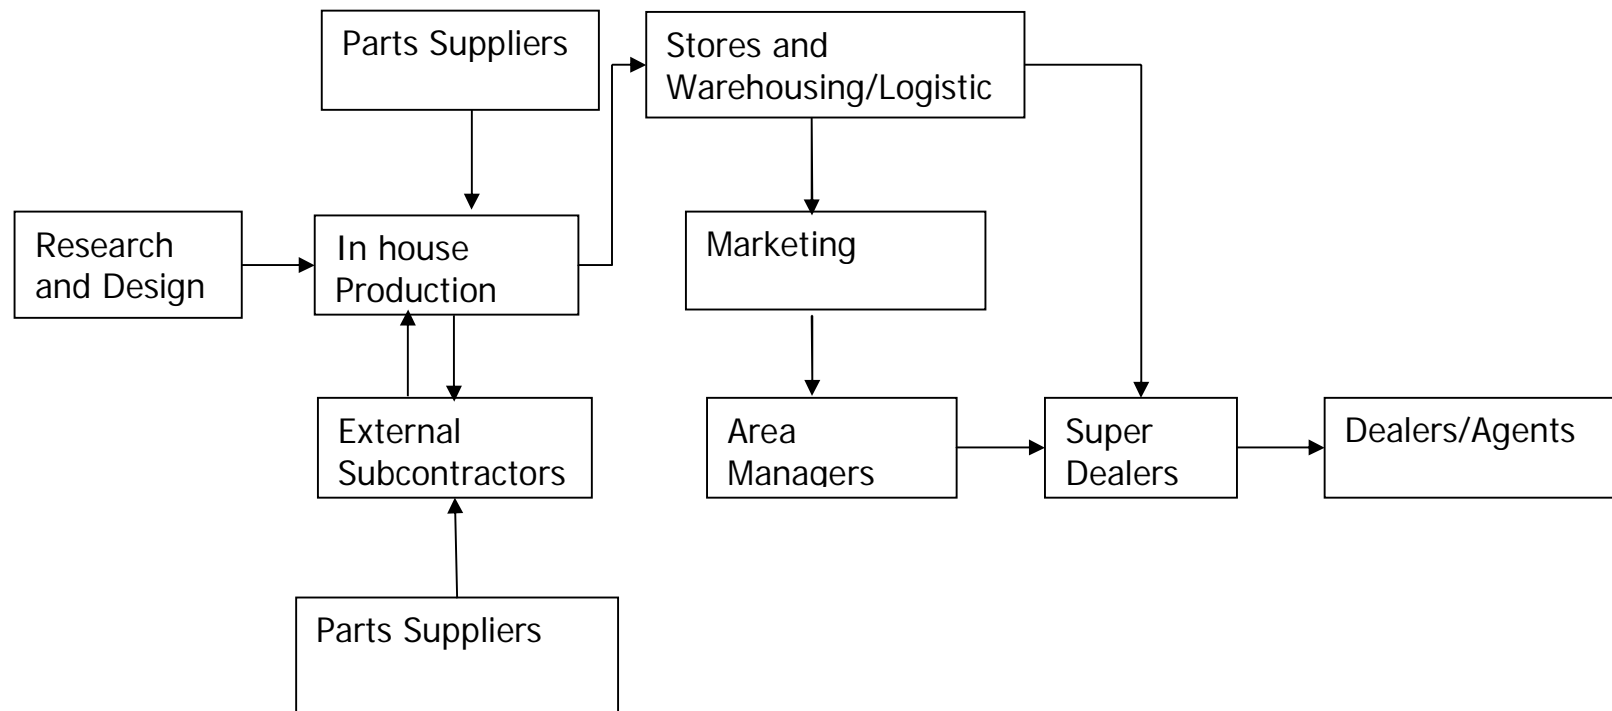 Parts Suppliers
Stores and
Warehousing/Logistic
Research
and Design
In house
Production
Marketing
External
Subcontractors
Area
Managers
Super
Dealers
Dealers/Agents
Parts Suppliers